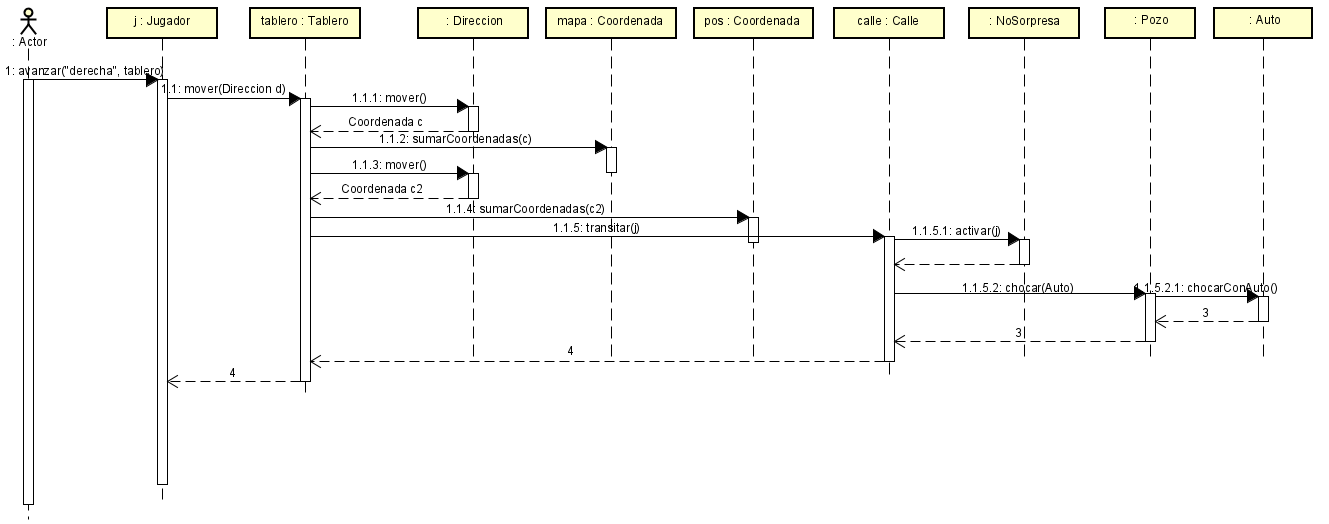 : Actor
j : Jugador
tablero : Tablero
: Direccion
mapa : Coordenada
pos : Coordenada
calle : Calle
: NoSorpresa
: Pozo
: Auto
1: avanzar("derecha", tablero)
1.1: mover(Direccion d)
1.1.1: mover()
Coordenada c
1.1.2: sumarCoordenadas(c)
1.1.3: mover()
Coordenada c2
1.1.4: sumarCoordenadas(c2)
1.1.5: transitar(j)
1.1.5.1: activar(j)
1.1.5.2: chocar(Auto)
1.1.5.2.1: chocarConAuto()
3
3
4
4